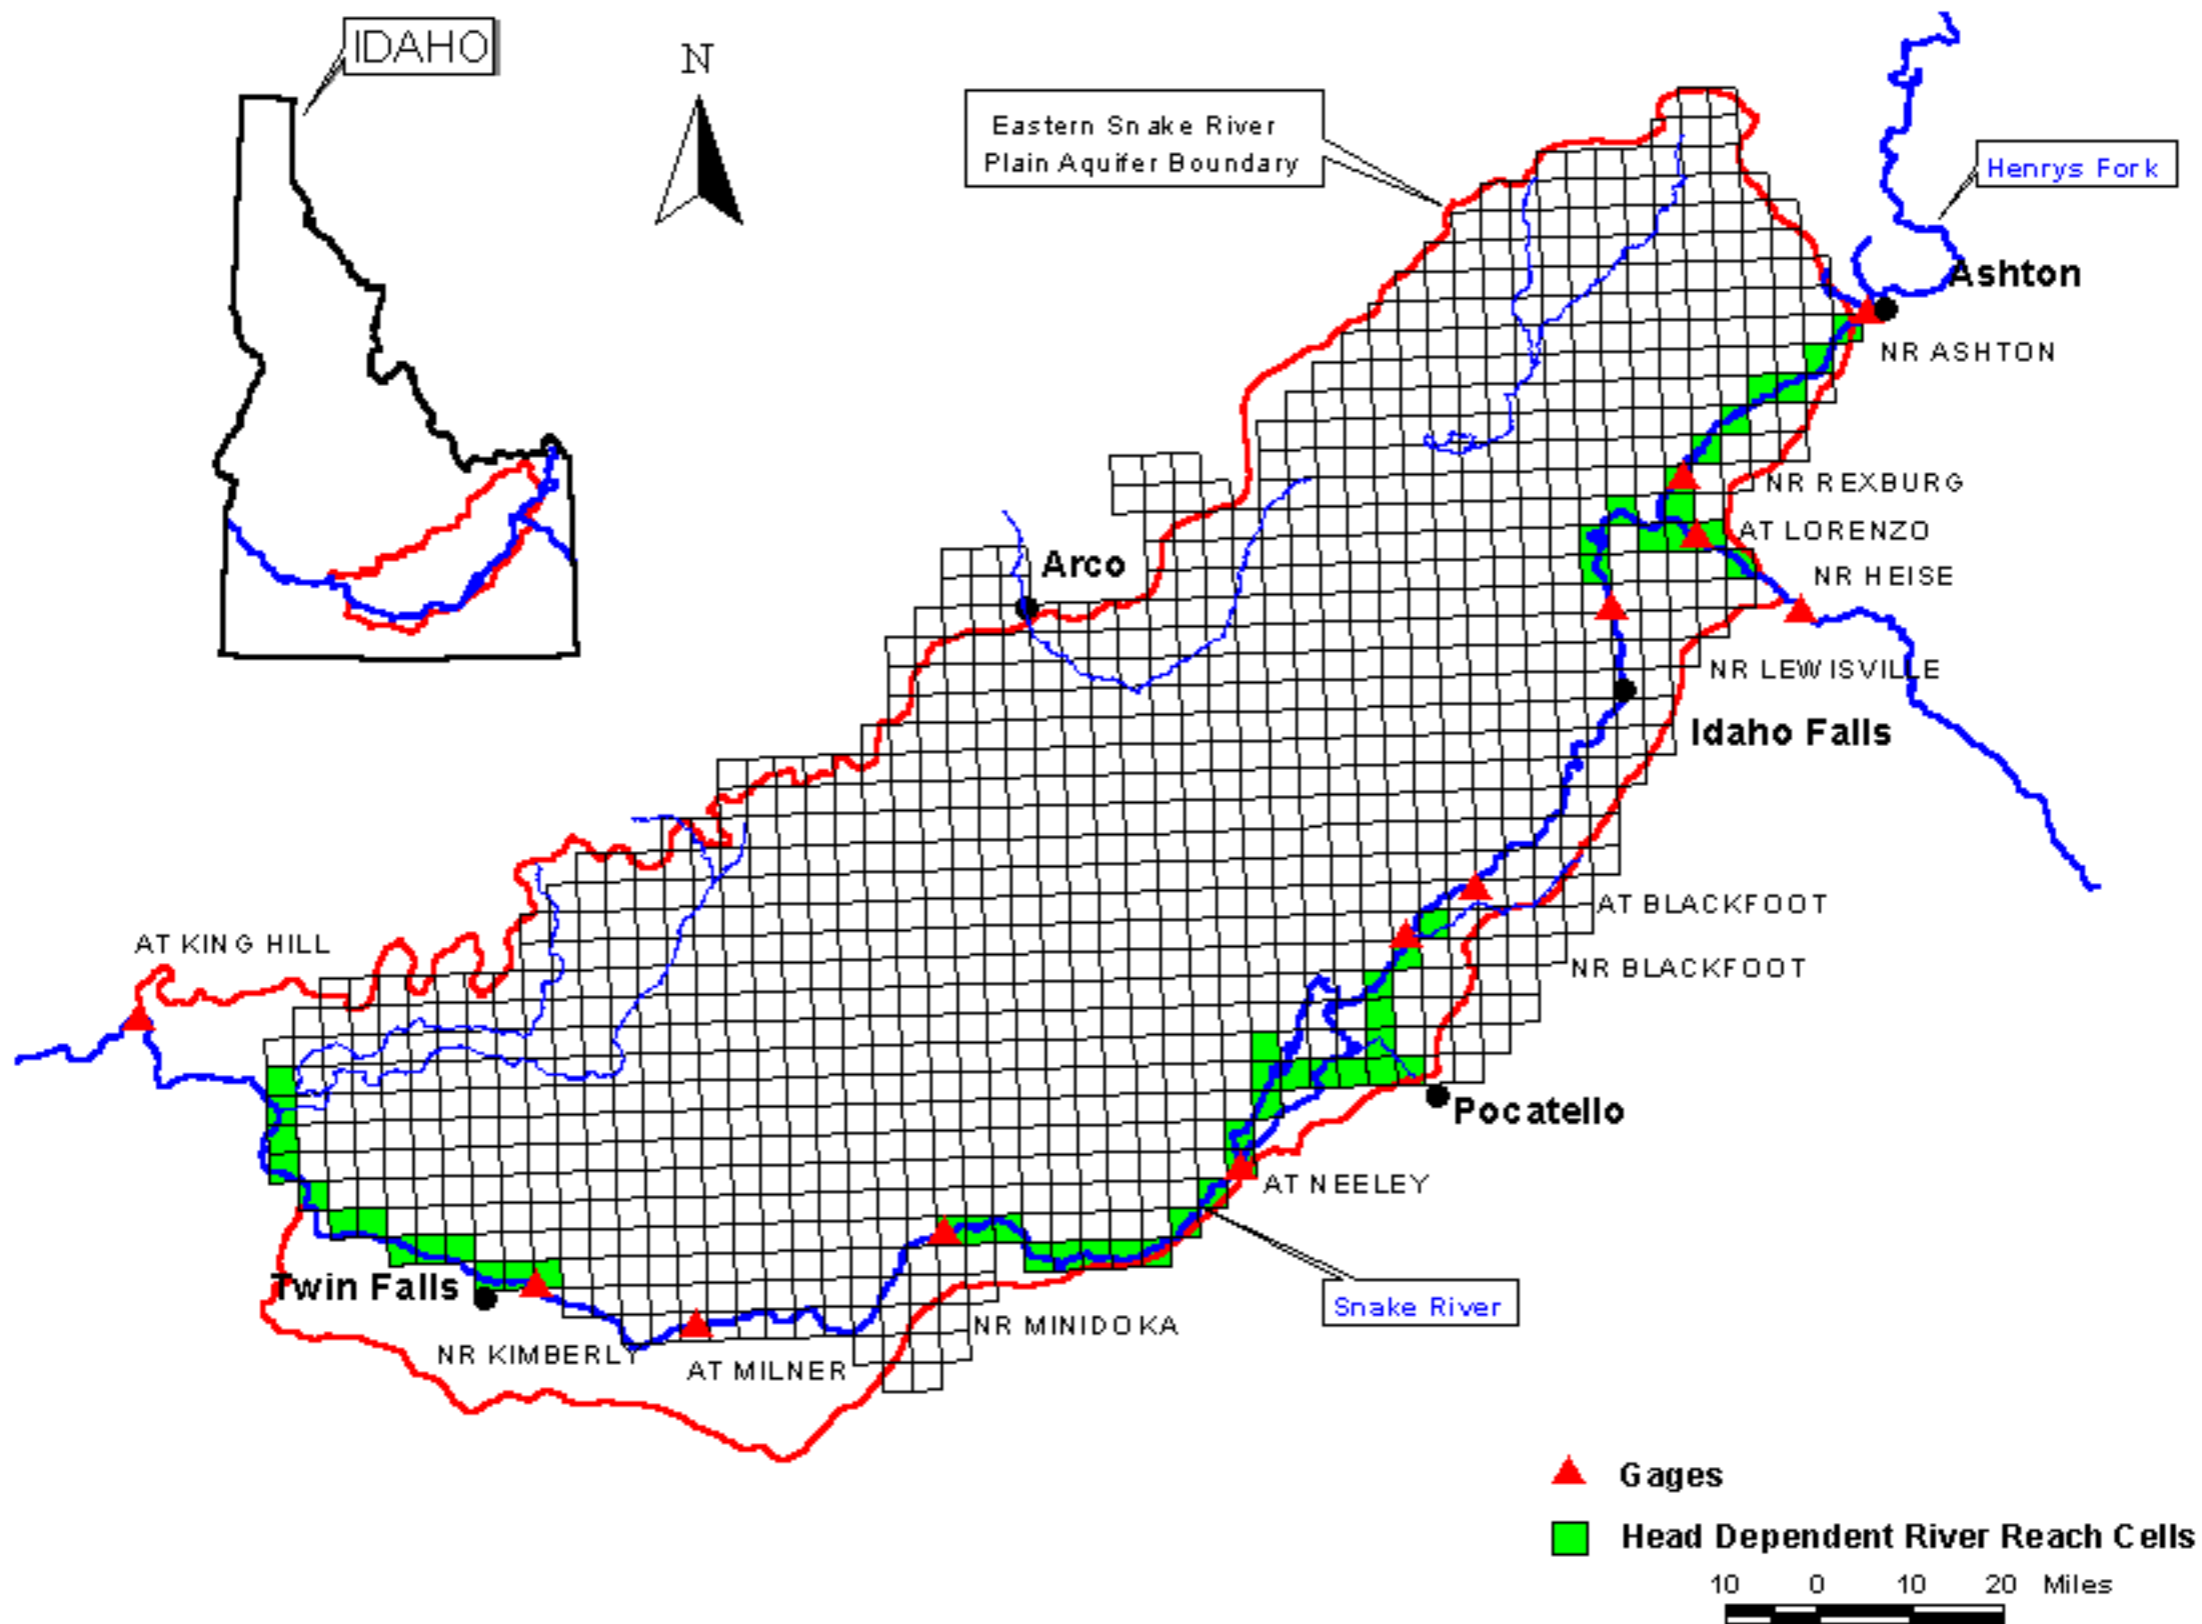 IDAHO
N
Eastern Snake River
Plain Aquifer Boundary
Henrys Fork
Ashton
NR ASHTON
NR REXBURG
AT LORENZO
Arco
NR HEISE
NR LEWISVILLE
Idaho Falls
AT BLACKFOOT
AT KING HILL
NR BLACKFOOT
Pocatello
AT NEELEY
Twin Falls
Snake River
NR MINIDOKA
NR KIMBERLY
AT MILNER
Gages
Head Dependent River Reach Cells
10 0 10 20 Miles